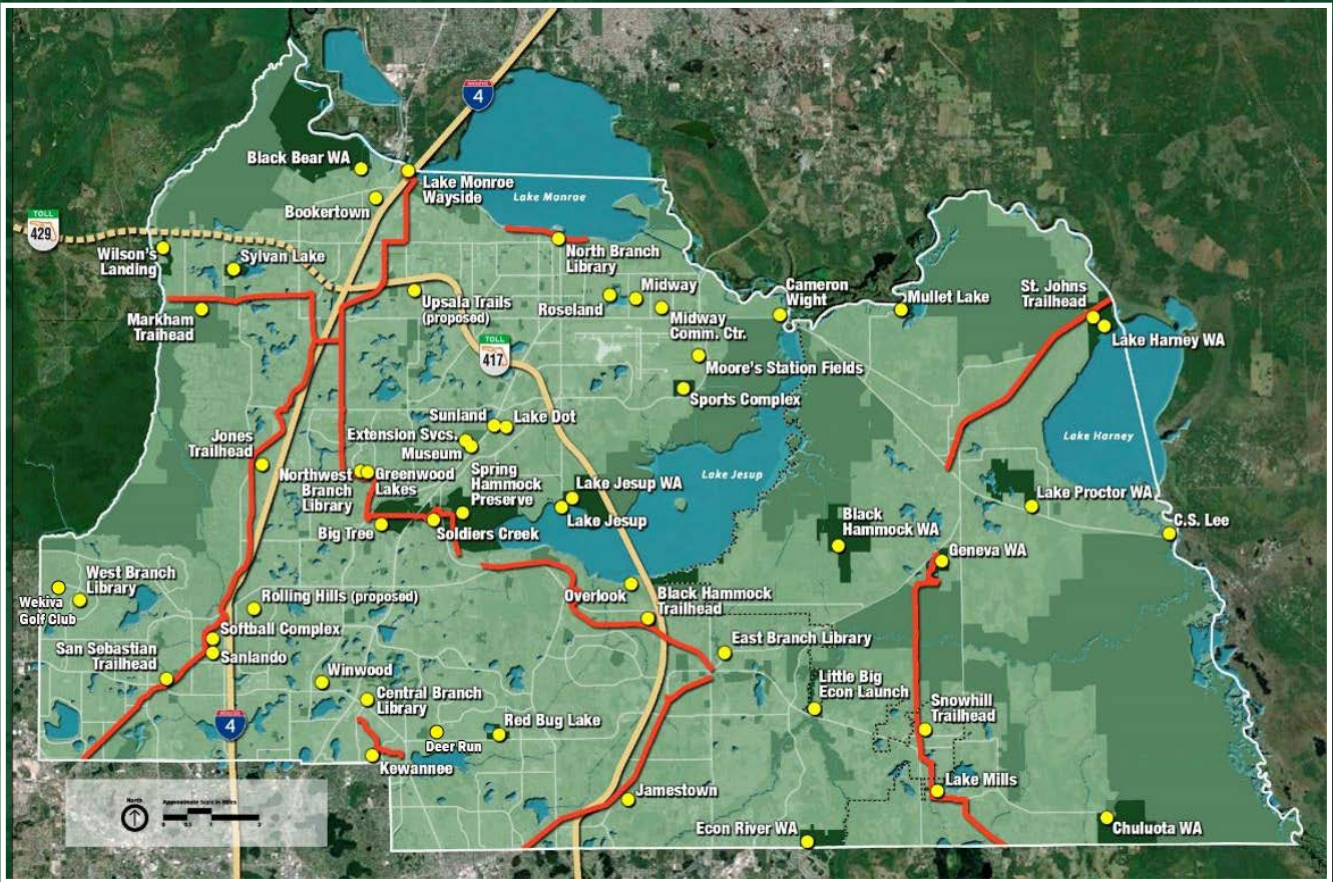 INTERSTATE
4
Black Bear WA
Lake Monroe
Wayside
Bookertown
Lake Monroe
TOLL
429
Wilson's
Landing
Sylvan Lake
North Branch
Library
Markham
Traihead
Upsala Trails
(proposed)
Roseland
Midway
Midway
Comm. Ctr.
Cameron
Wight
Mullet Lake
St. Johns
Trailhead
Lake Harney WA
TOLL
417
Moore's Station Fields
Sports Complex
Sunland
Lake Dot
Extension Svcs.
Museum
Lake Harney
Jones
Trailhead
Northwest
Branch
Library
Greenwood
Lakes
Spring
Hammock
Preserve
Lake Jesup
Lake Jesup WA
Lake Jesup
Lake Proctor WA
Big Tree
Soldiers Creek
Black
Hammock WA
C.S. Lee
Geneva WA
West Branch
Library
Wekiva
Golf Club
Rolling Hills (proposed)
Overlook
Black Hammock
Trailhead
Softball Complex
Sanlando
San Sebastian
Trailhead
East Branch Library
Winwood
Central Branch
Library
Little Big
Econ Launch
Snowhill
Trailhead
4
Deer Run
Red Bug Lake
Kewannee
Lake Mills
Jamestown
Econ River WA
Chuluota WA
North
Approximate Scale in Miles